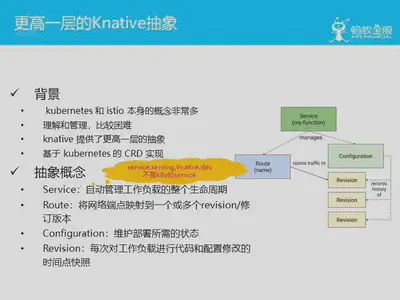 更高一层的Knative抽象
蚂蚁金服
ANT FINANCIAL
✓ 背景
• kubernetes 和 istio 本身的概念非常多
• 理解和管理，比较困难
• knative 提供了更高一层的抽象
• 基于 kubernetes 的 CRD 实现
✓ 抽象概念
service.serving.knative.dev
不是k8s的service
• Service：自动管理工作负载的整个生命周期
• Route：将网络端点映射到一个或多个revision/修
订版本
• Configuration：维护部署所需的状态
• Revision：每次对工作负载进行代码和配置修改的
时间点快照
Service
(my-function)
manages
Route
(name)
routes traffic to
Configuration
Revision
Revision
Revision
records
history
of